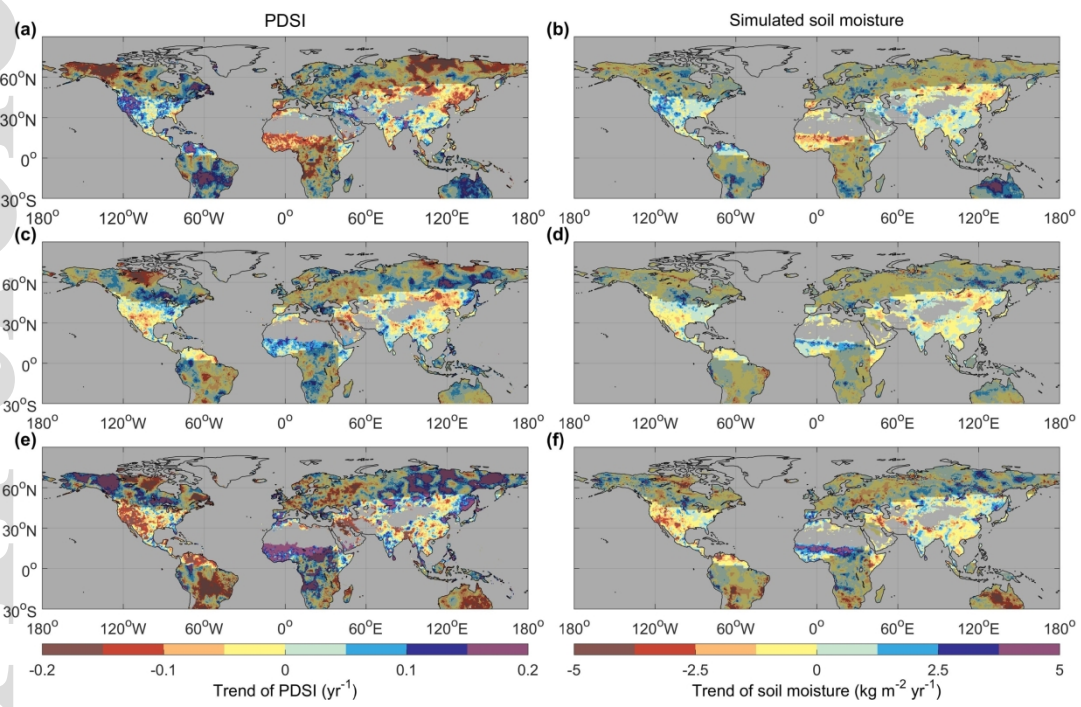 PDSI
Simulated soil moisture
(a)
(b)
60°N
30°N
0°
30°S
180° 120°W 60°W 0° 60°E 120°E 180°
180° 120°W 60°W 0° 60°E 120°E 180°
(c)
(d)
60°N
30°N
0°
30°S
180° 120°W 60°W 0° 60°E 120°E 180°
180° 120°W 60°W 0° 60°E 120°E 180°
(e)
(f)
60°N
30°N
0°
30°S
180° 120°W 60°W 0° 60°E 120°E 180°
180° 120°W 60°W 0° 60°E 120°E 180°
-0.2 -0.1 0 0.1 0.2
-5 -2.5 0 2.5 5
Trend of PDSI (yr⁻¹)
Trend of soil moisture (kg m⁻² yr⁻¹)